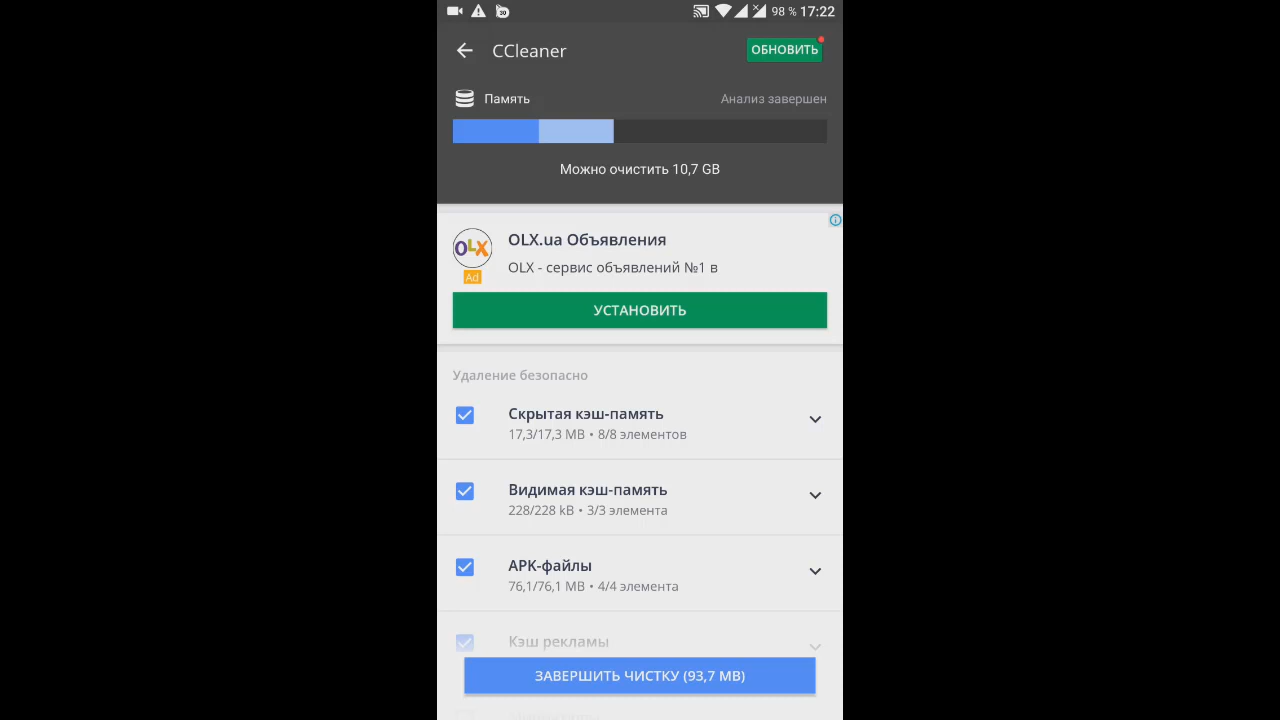 30 98 % 17:22
CCleaner
ОБНОВИТЬ
Память
Анализ завершен
Можно очистить 10,7 GB
OLX
Ad
OLX.ua Объявления
OLX - сервис объявлений №1 в
УСТАНОВИТЬ
Удаление безопасно
Скрытая кэш-память
17,3/17,3 MB • 8/8 элементов
Видимая кэш-память
228/228 kB • 3/3 элемента
АРК-файлы
76,1/76,1 MB • 4/4 элемента
Кэш рекламы
ЗАВЕРШИТЬ ЧИСТКУ (93,7 MB)